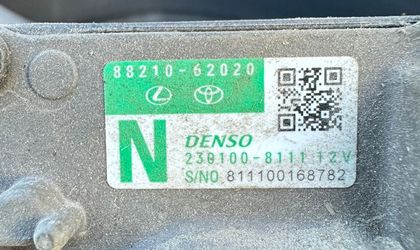 88210-62020
N
DENSO
230100-8111 12V
S/NO 811100168782